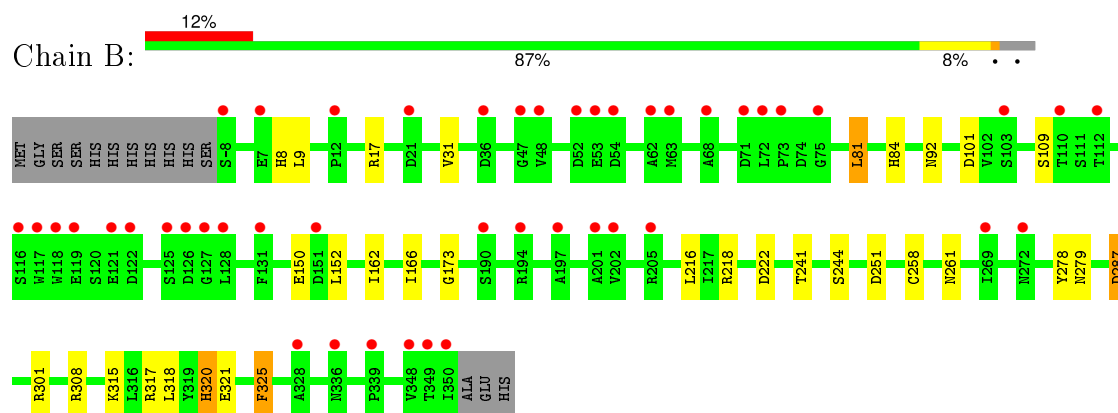 12%
Chain B:
87% 8% • •
MET GLY SER SER HIS HIS HIS HIS HIS HIS SER S-8 E7 H8 L9 P12 R17 D21 V31 D36 G47 V48 D52 E53 D54 A62 M63 A68 D71 L72 P73 D74 G75 L81 H84 N92 D101 V102 S103 S109 T110 S111 T112
S116 W117 W118 E119 S120 E121 D122 S125 D126 G127 L128 F131 E150 D151 L152 I162 I166 G173 S190 R194 A197 A201 V202 R205 L216 I217 R218 D222 T241 S244 D251 C258 N261 I269 N272 Y278 N279
R301 R308 K315 L316 R317 L318 Y319 H320 E321 F325 A328 N336 P339 V348 T349 I350 ALA GLU HIS